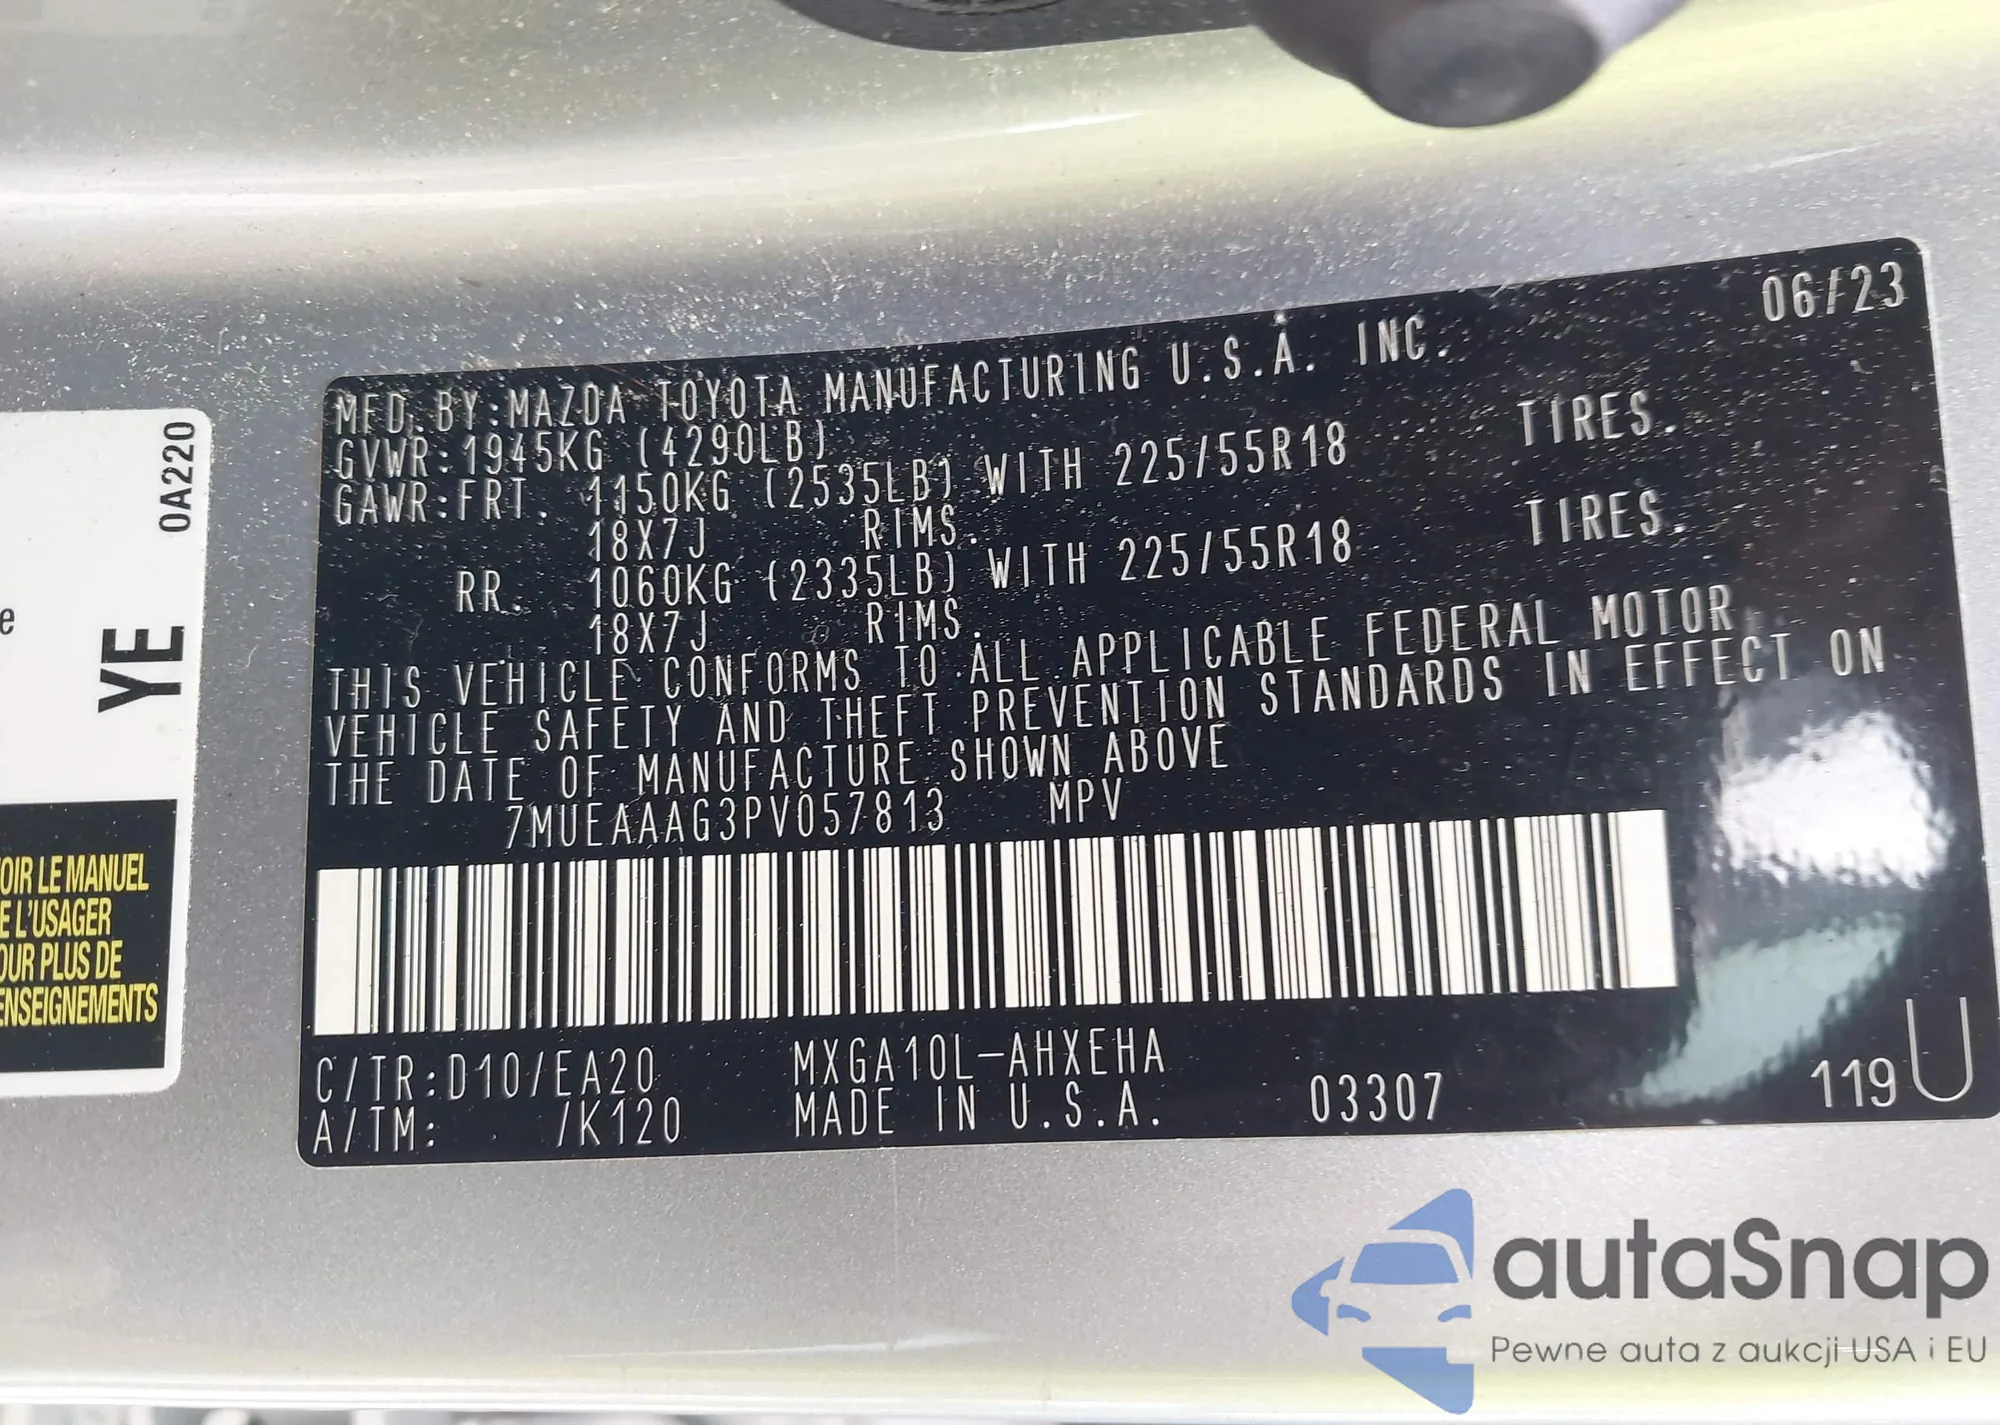 06/23
MFD. BY:MAZDA TOYOTA MANUFACTURING U.S.A. INC.
GVWR:1945KG (4290LB)
GAWR:FRT. 1150KG (2535LB) WITH 225/55R18 TIRES.
18X7J RIMS.
RR. 1060KG (2335LB) WITH 225/55R18 TIRES.
18X7J RIMS.
THIS VEHICLE CONFORMS TO ALL APPLICABLE FEDERAL MOTOR
VEHICLE SAFETY AND THEFT PREVENTION STANDARDS IN EFFECT ON
THE DATE OF MANUFACTURE SHOWN ABOVE
7MUEAAAG3PV057813 MPV
C/TR:D10/EA20 MXGA10L-AHXEHA
A/TM: /K120 MADE IN U.S.A. 03307 119 U
0A220
YE
e
OIR LE MANUEL
E L'USAGER
OUR PLUS DE
ENSEIGNEMENTS
autaSnap
Pewne auta z aukcji USA i EU